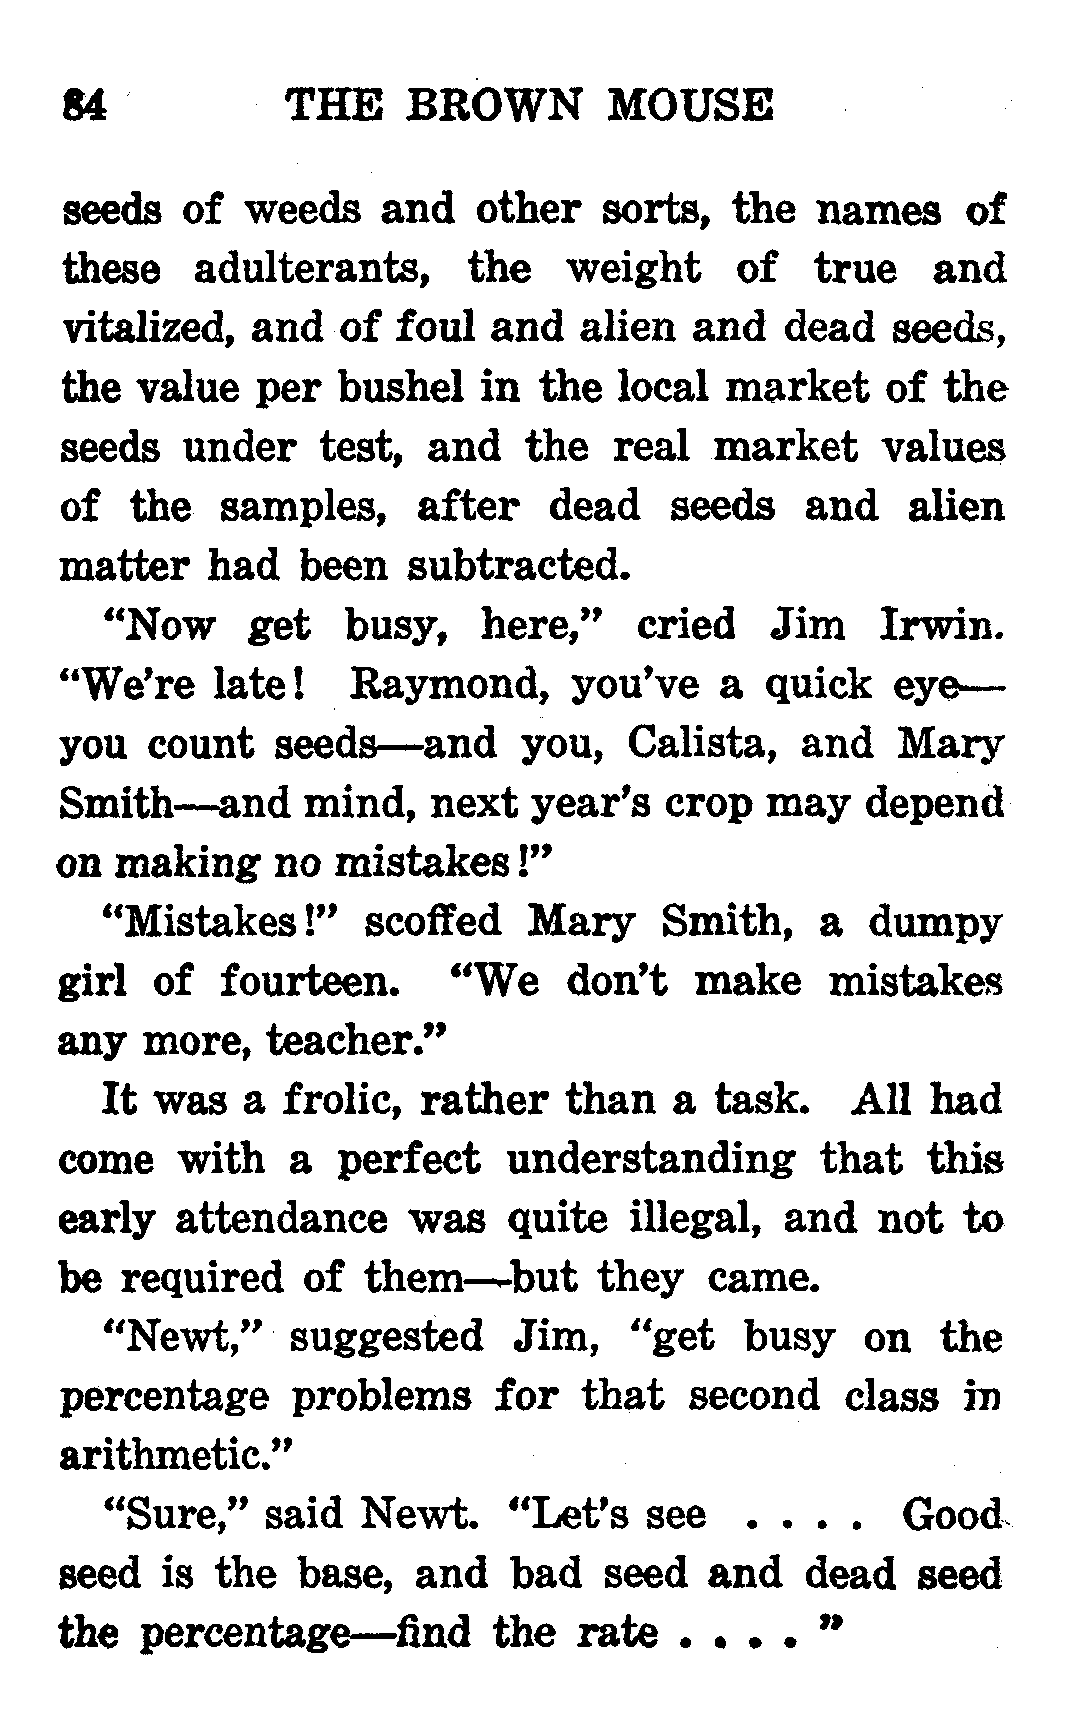 84 THE BROWN MOUSE
seeds of weeds and other sorts, the names of
these adulterants, the weight of true and
vitalized, and of foul and alien and dead seeds,
the value per bushel in the local market of the
seeds under test, and the real market values
of the samples, after dead seeds and alien
matter had been subtracted.
“Now get busy, here,” cried Jim Irwin.
“We're late! Raymond, you've a quick eye—
you count seeds—and you, Calista, and Mary
Smith—and mind, next year's crop may depend
on making no mistakes!”
“Mistakes!” scoffed Mary Smith, a dumpy
girl of fourteen. “We don't make mistakes
any more, teacher.”
It was a frolic, rather than a task. All had
come with a perfect understanding that this
early attendance was quite illegal, and not to
be required of them—but they came.
“Newt,” suggested Jim, “get busy on the
percentage problems for that second class in
arithmetic.”
“Sure,” said Newt. “Let's see . . . . Good
seed is the base, and bad seed and dead seed
the percentage—find the rate . . . . ”